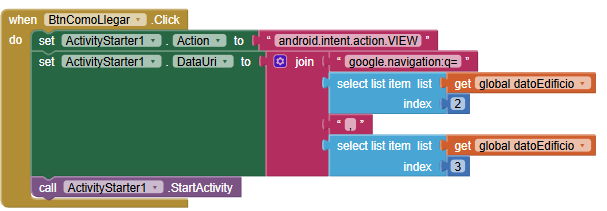 when BtnComoLlegar .Click
do set ActivityStarter1 . Action to " android.intent.action.VIEW "
set ActivityStarter1 . DataUri to join " google.navigation:q= "
select list item list get global datoEdificio
index 2
" , "
select list item list get global datoEdificio
index 3
call ActivityStarter1 .StartActivity